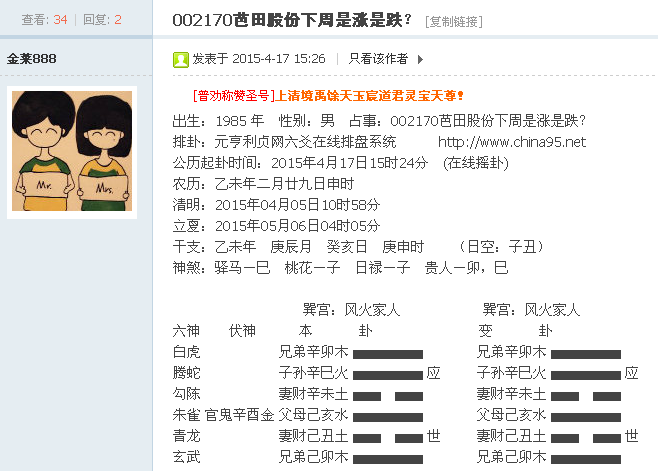 查看: 34 | 回复: 2
002170芭田股份下周是涨是跌？ [复制链接]
金莱888
发表于 2015-4-17 15:26 | 只看该作者
Mr.
Mrs.
[普劝称赞圣号]上清境禹馀天玉宸道君灵宝天尊！
出生：1985 年 性别：男 占事：002170芭田股份下周是涨是跌？
排卦：元亨利贞网六爻在线排盘系统 http://www.china95.net
公历起卦时间：2015年4月17日15时24分 (在线摇卦)
农历：乙未年二月廿九日申时
清明：2015年04月05日10时58分
立夏：2015年05月06日04时05分
干支：乙未年 庚辰月 癸亥日 庚申时 （日空：子丑）
神煞：驿马—巳 桃花—子 日禄—子 贵人—卯，巳
巽宫：风火家人 巽宫：风火家人
六神 伏神 本 卦 变 卦
白虎 兄弟辛卯木 兄弟辛卯木
腾蛇 子孙辛巳火 应 子孙辛巳火 应
勾陈 妻财辛未土 妻财辛未土
朱雀 官鬼辛酉金 父母己亥水 父母己亥水
青龙 妻财己丑土 世 妻财己丑土 世
玄武 兄弟己卯木 兄弟己卯木